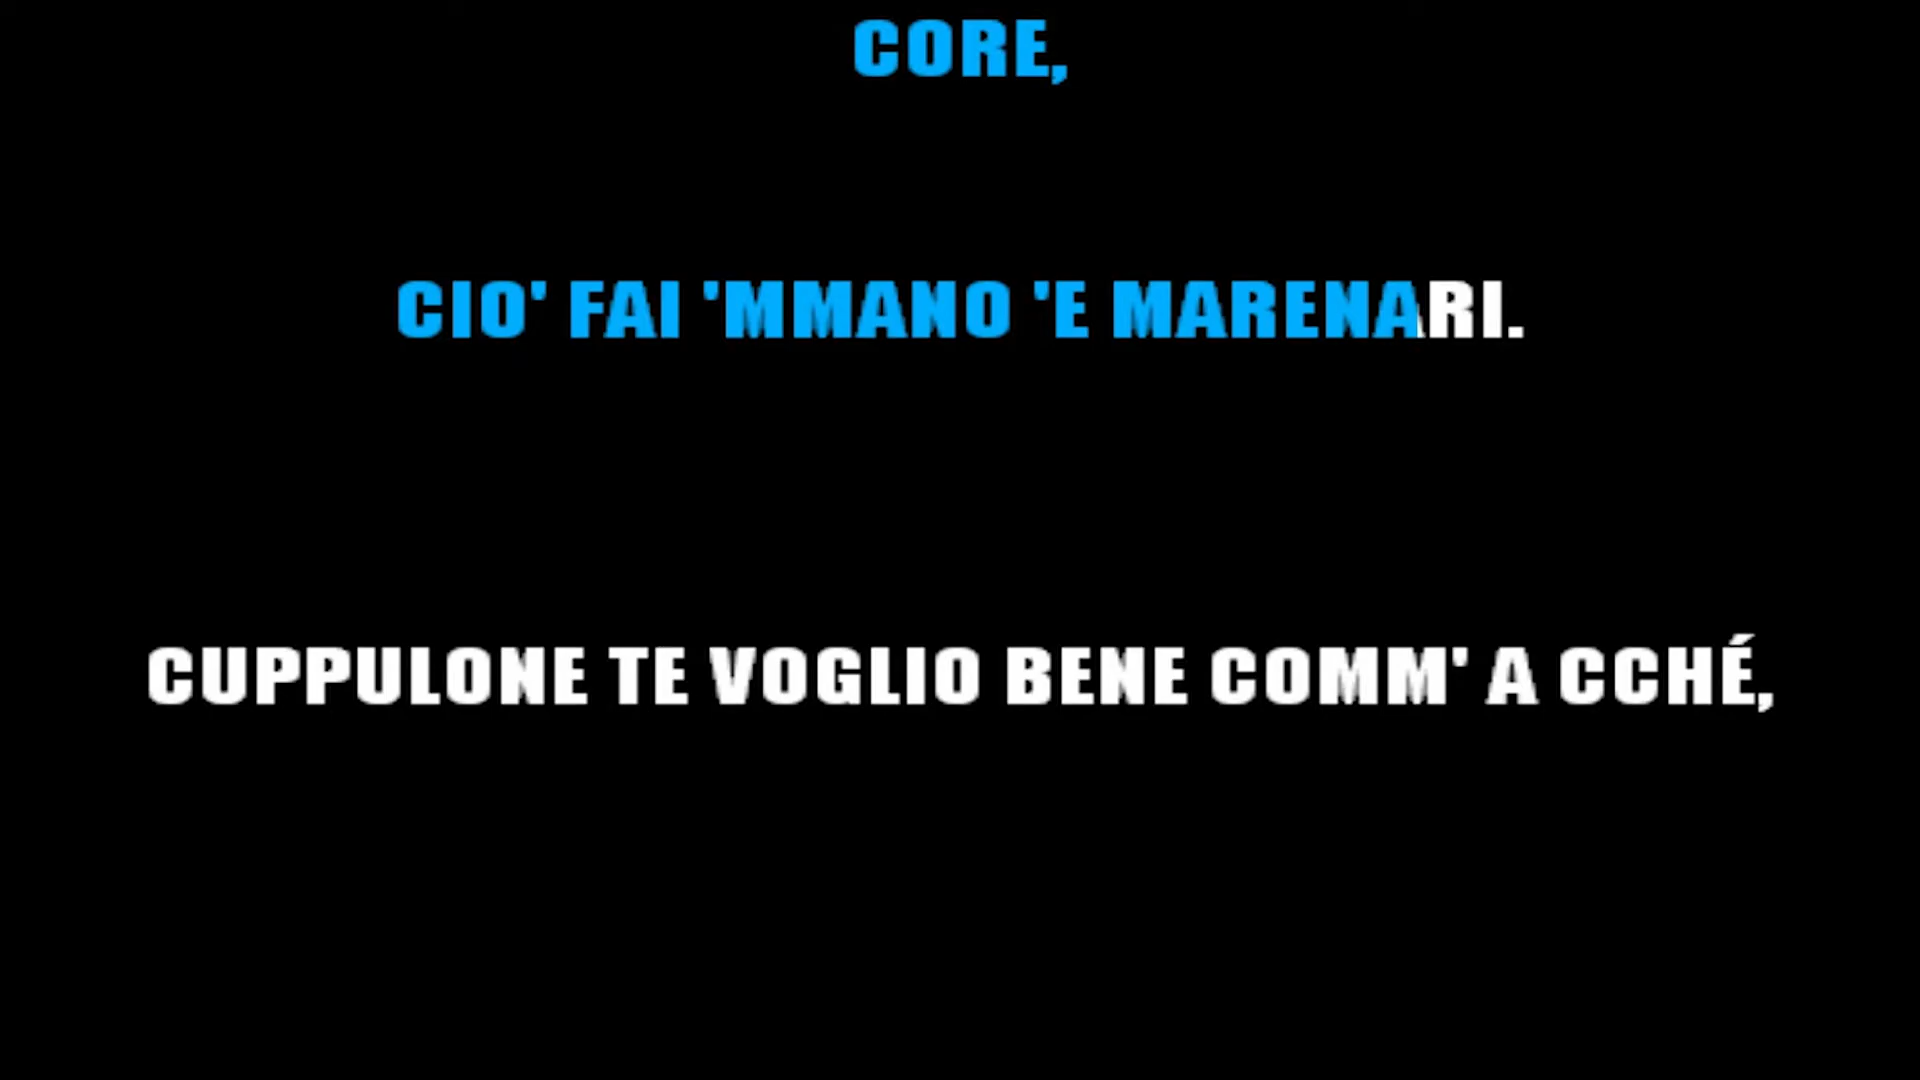 CORE,
CIO' FAI 'MMANO 'E MARENARI.
CUPPULONE TE VOGLIO BENE COMM' A CCHÉ,